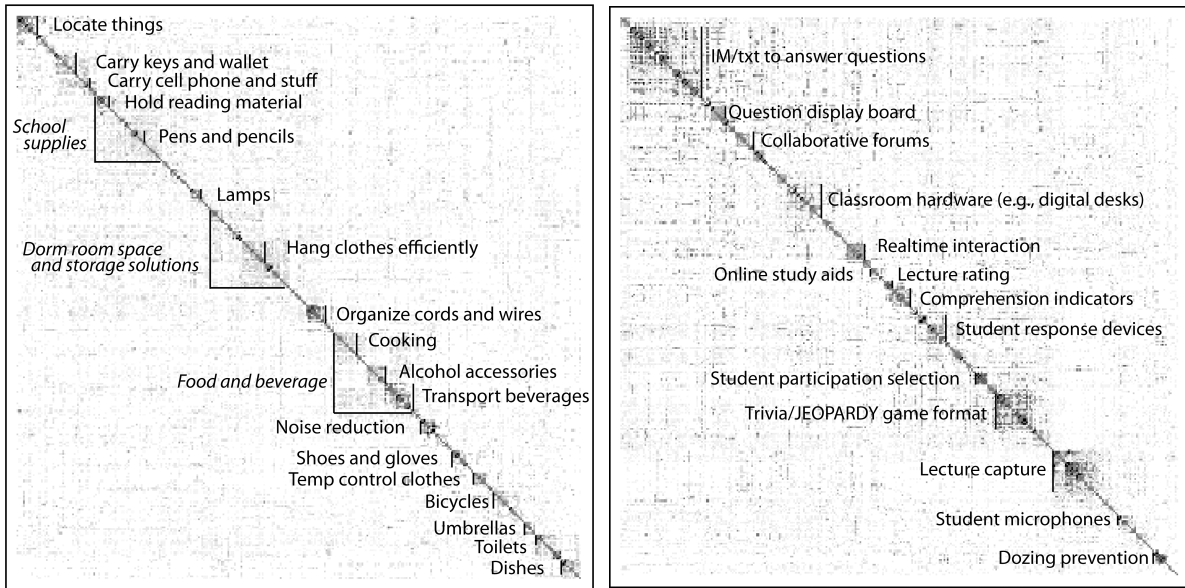 Locate things
Carry keys and wallet
Carry cell phone and stuff
Hold reading material
School
supplies
Pens and pencils
Lamps
Dorm room space
and storage solutions
Hang clothes efficiently
Organize cords and wires
Cooking
Food and beverage
Alcohol accessories
Transport beverages
Noise reduction
Shoes and gloves
Temp control clothes
Bicycles
Umbrellas
Toilets
Dishes
IM/txt to answer questions
Question display board
Collaborative forums
Classroom hardware (e.g., digital desks)
Realtime interaction
Online study aids
Lecture rating
Comprehension indicators
Student response devices
Student participation selection
Trivia/JEOPARDY game format
Lecture capture
Student microphones
Dozing prevention